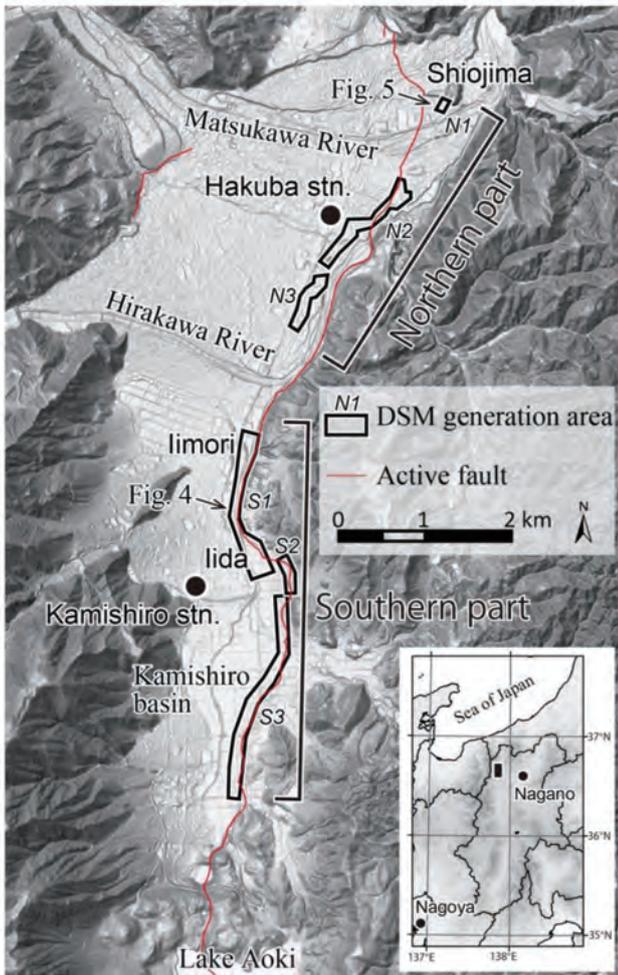 Shiojima
Fig. 5
N1
Matsukawa River
Hakuba stn.
N2
Northern part
N3
Hirakawa River
N1
DSM generation area
Active fault
0 1 2 km
N
Iimori
Fig. 4
S1
Iida
S2
Kamishiro stn.
Southern part
Kamishiro
basin
S3
Lake Aoki
Sea of Japan
37°N
Nagano
36°N
Nagoya
35°N
137°E
138°E